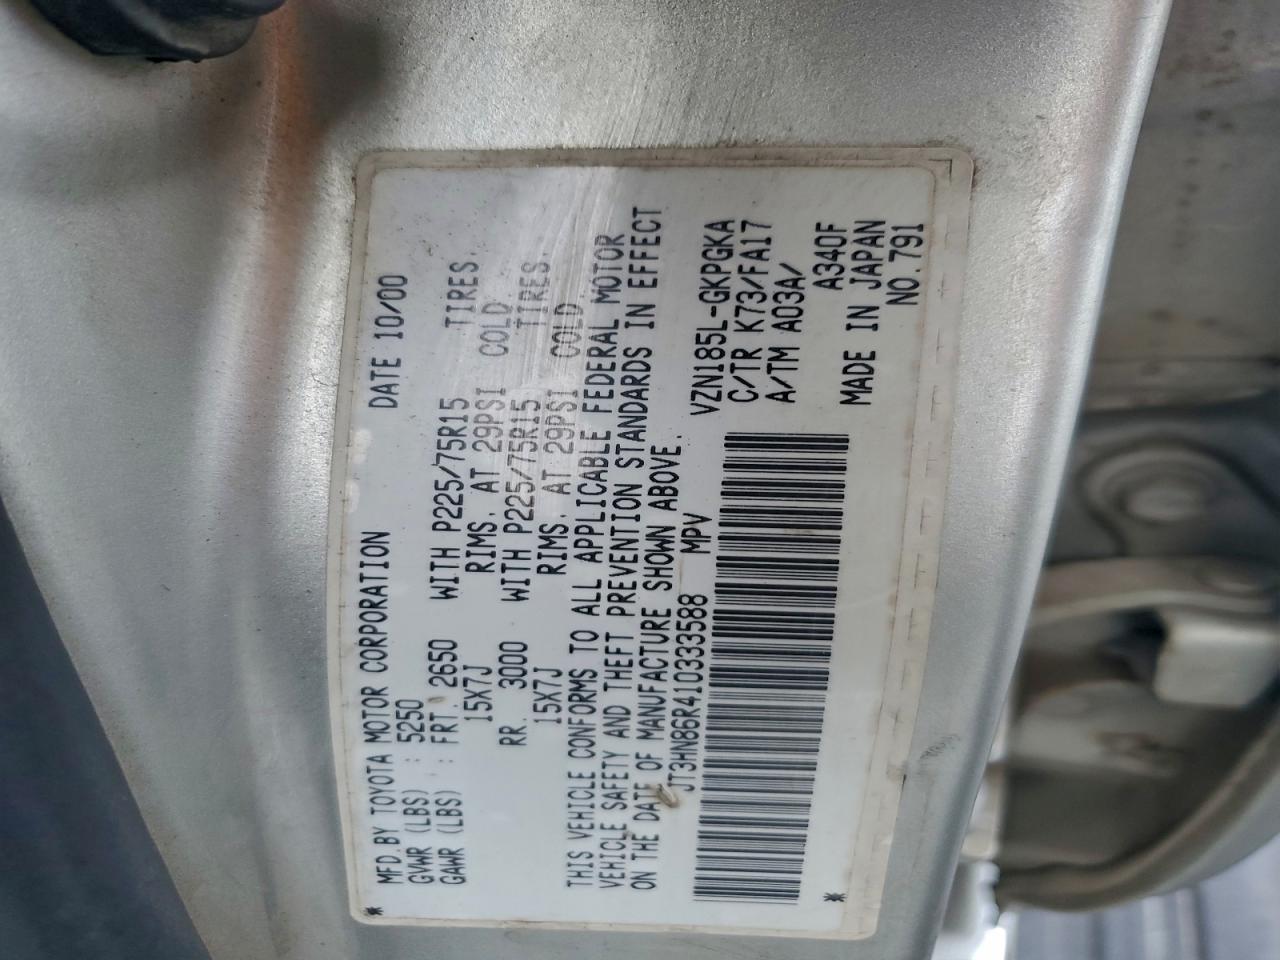 MFD.BY TOYOTA MOTOR CORPORATION DATE 10/00
GVWR (LBS) : 5250
GAWR (LBS) : FRT. 2650 WITH P225/75R15 TIRES,
15X7J RIMS, AT 29PSI COLD
RR. 3000 WITH P225/75R15 TIRES,
15X7J RIMS, AT 29PSI COLD
THIS VEHICLE CONFORMS TO ALL APPLICABLE FEDERAL MOTOR
VEHICLE SAFETY AND THEFT PREVENTION STANDARDS IN EFFECT
ON THE DATE OF MANUFACTURE SHOWN ABOVE.
JT3HN86R410333588 MPV VZN185L-GKPGKA
C/TR K73/FA17
A/TM A03A/
A340F
MADE IN JAPAN
NO.791